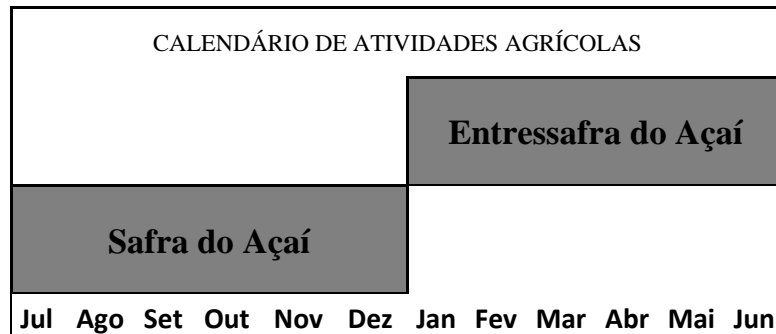 CALENDÁRIO DE ATIVIDADES AGRÍCOLAS
Entressafra do Açaí
Safra do Açaí
Jul Ago Set Out Nov Dez Jan Fev Mar Abr Mai Jun